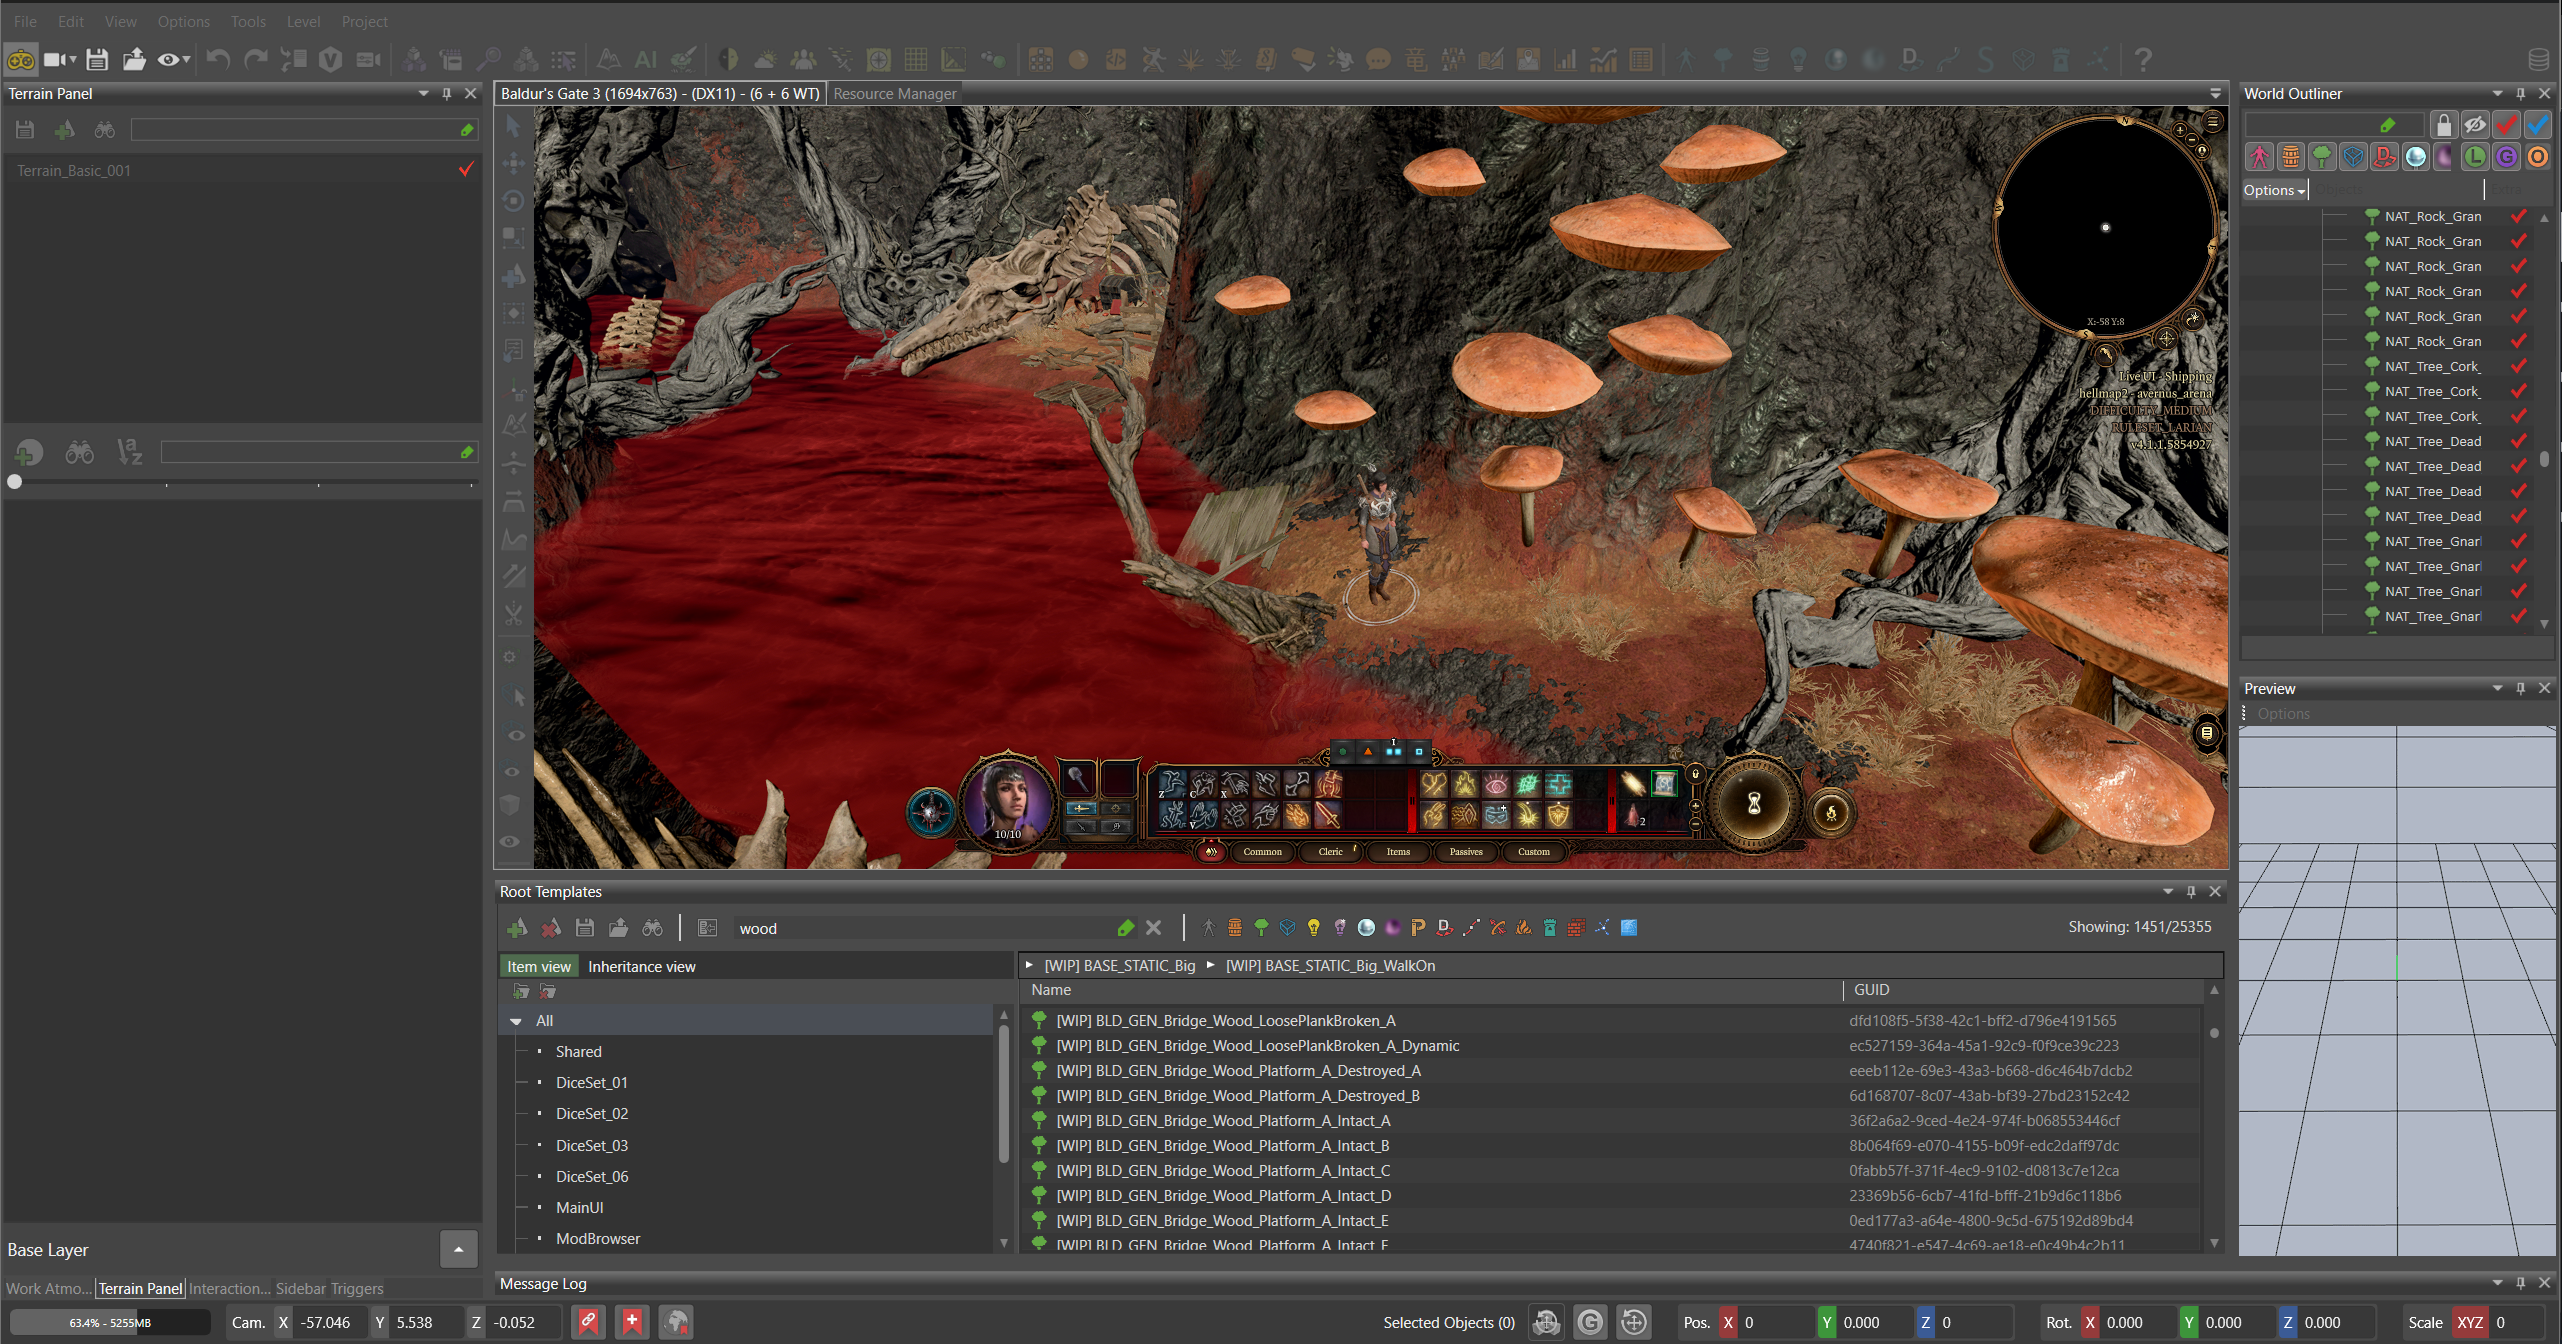 File Edit View Options Tools Level Project
Terrain Panel
Terrain_Basic_001
Base Layer
Work Atmo... Terrain Panel Interaction... Sidebar Triggers
Baldur's Gate 3 (1694x763) - (DX11) - (6 + 6 WT) Resource Manager
X:-58 Y:8
Live UI - Shipping
hellmap2 - avernus_arena
DIFFICULTY_MEDIUM
RULESET_LARIAN
v4.1.1.5854927
10/10
Z C X
V
2
Common Cleric Items Passives Custom
Root Templates
wood
Showing: 1451/25355
Item view Inheritance view
All
Shared
DiceSet_01
DiceSet_02
DiceSet_03
DiceSet_06
MainUI
ModBrowser
[WIP] BASE_STATIC_Big [WIP] BASE_STATIC_Big_WalkOn
Name GUID
[WIP] BLD_GEN_Bridge_Wood_LoosePlankBroken_A dfd108f5-5f38-42c1-bff2-d796e4191565
[WIP] BLD_GEN_Bridge_Wood_LoosePlankBroken_A_Dynamic ec527159-364a-45a1-92c9-f0f9ce39c223
[WIP] BLD_GEN_Bridge_Wood_Platform_A_Destroyed_A eeeb112e-69e3-43a3-b668-d6c464b7dcb2
[WIP] BLD_GEN_Bridge_Wood_Platform_A_Destroyed_B 6d168707-8c07-43ab-bf39-27bd23152c42
[WIP] BLD_GEN_Bridge_Wood_Platform_A_Intact_A 36f2a6a2-9ced-4e24-974f-b068553446cf
[WIP] BLD_GEN_Bridge_Wood_Platform_A_Intact_B 8b064f69-e070-4155-b09f-edc2daff97dc
[WIP] BLD_GEN_Bridge_Wood_Platform_A_Intact_C 0fabb57f-371f-4ec9-9102-d0813c7e12ca
[WIP] BLD_GEN_Bridge_Wood_Platform_A_Intact_D 23369b56-6cb7-41fd-bfff-21b9d6c118b6
[WIP] BLD_GEN_Bridge_Wood_Platform_A_Intact_E 0ed177a3-a64e-4800-9c5d-675192d89bd4
[WIP] BLD_GEN_Bridge_Wood_Platform_A_Intact_F 4740f821-e547-4c69-ae18-e0c49b4c2b11
Message Log
World Outliner
Options
NAT_Rock_Gran
NAT_Rock_Gran
NAT_Rock_Gran
NAT_Rock_Gran
NAT_Rock_Gran
NAT_Rock_Gran
NAT_Tree_Cork_
NAT_Tree_Cork_
NAT_Tree_Cork_
NAT_Tree_Dead
NAT_Tree_Dead
NAT_Tree_Dead
NAT_Tree_Dead
NAT_Tree_Gnarl
NAT_Tree_Gnarl
NAT_Tree_Gnarl
NAT_Tree_Gnarl
Preview
Options
63.4% - 5255MB Cam. X -57.046 Y 5.538 Z -0.052 Selected Objects (0) Pos. X 0 Y 0.000 Z 0 Rot. X 0.000 Y 0.000 Z 0.000 Scale XYZ 0